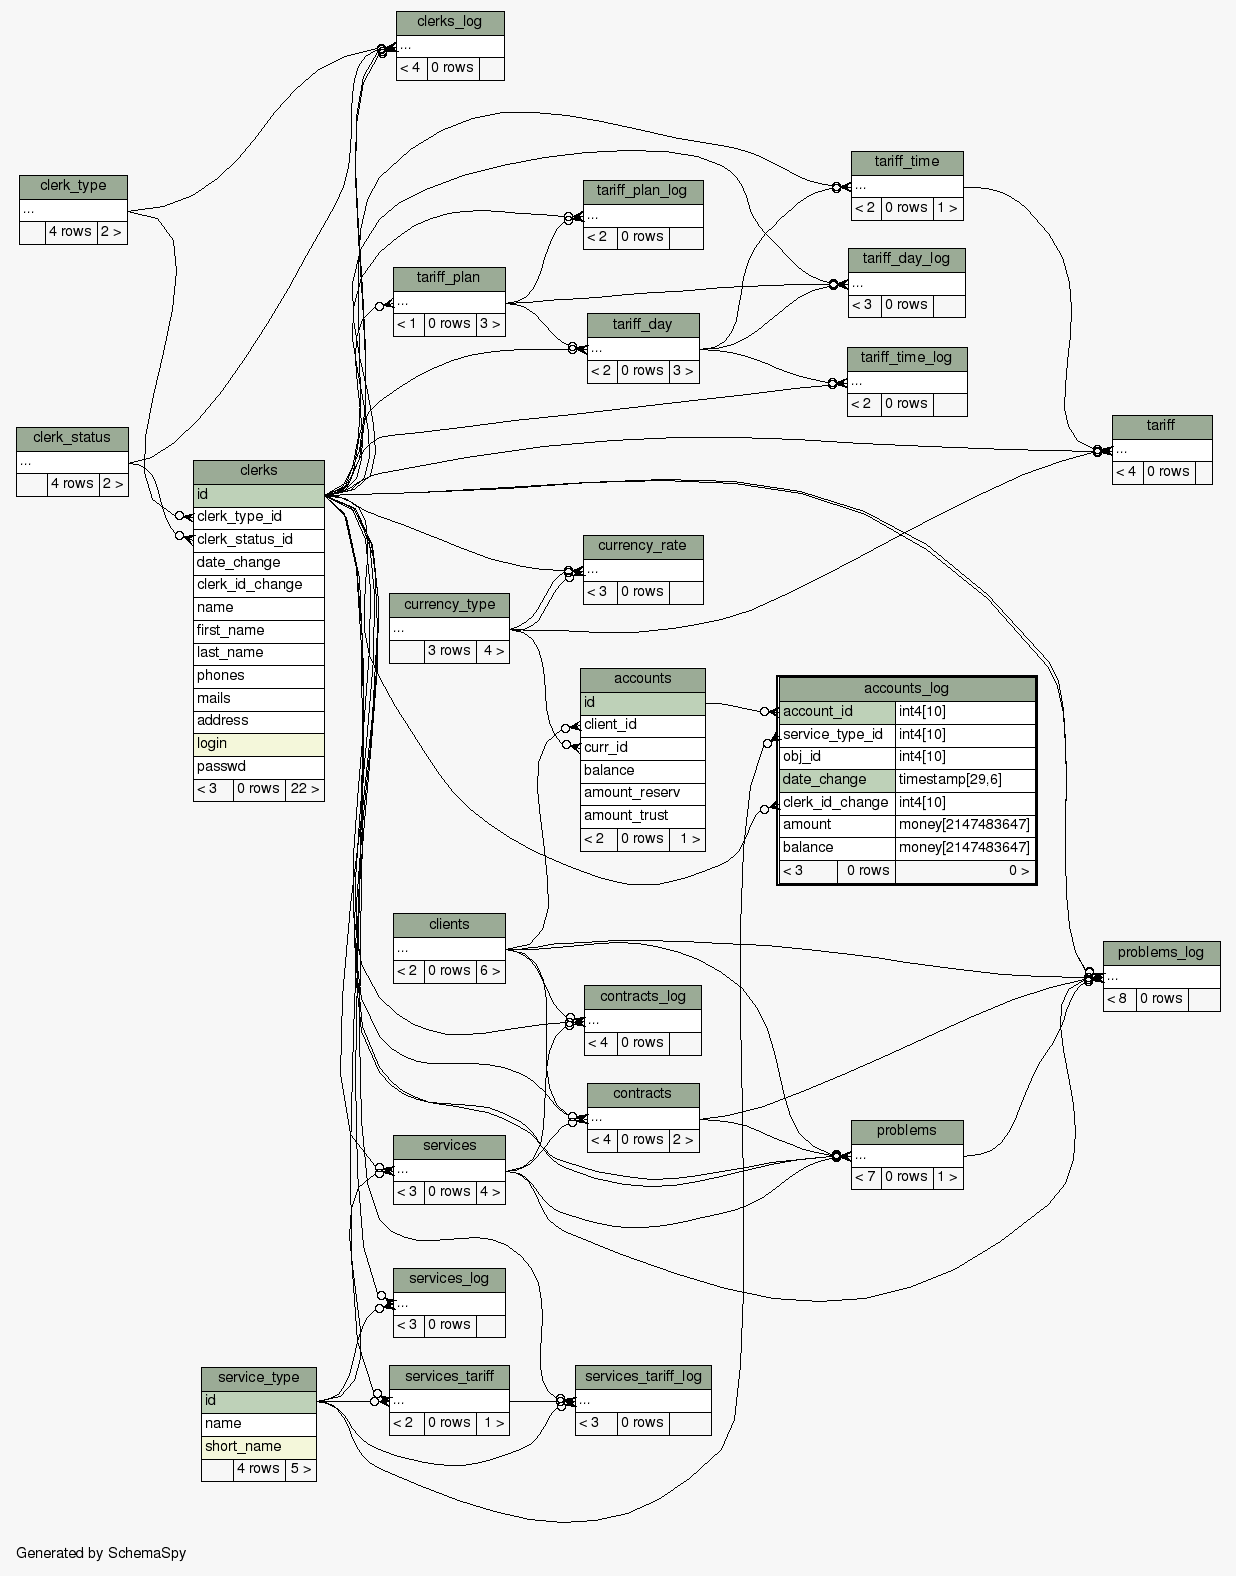 clerks_log
...
< 4 0 rows
tariff_time
...
< 2 0 rows 1 >
clerk_type
...
4 rows 2 >
tariff_plan_log
...
< 2 0 rows
tariff_day_log
...
< 3 0 rows
tariff_plan
...
< 1 0 rows 3 >
tariff_day
...
< 2 0 rows 3 >
tariff_time_log
...
< 2 0 rows
tariff
...
< 4 0 rows
clerk_status
...
4 rows 2 >
clerks
id
clerk_type_id
clerk_status_id
date_change
clerk_id_change
name
first_name
last_name
phones
mails
address
login
passwd
< 3 0 rows 22 >
currency_rate
...
< 3 0 rows
currency_type
...
3 rows 4 >
accounts
id
client_id
curr_id
balance
amount_reserv
amount_trust
< 2 0 rows 1 >
accounts_log
account_id int4[10]
service_type_id int4[10]
obj_id int4[10]
date_change timestamp[29,6]
clerk_id_change int4[10]
amount money[2147483647]
balance money[2147483647]
< 3 0 rows 0 >
clients
...
< 2 0 rows 6 >
problems_log
...
< 8 0 rows
contracts_log
...
< 4 0 rows
contracts
...
< 4 0 rows 2 >
problems
...
< 7 0 rows 1 >
services
...
< 3 0 rows 4 >
services_log
...
< 3 0 rows
service_type
id
name
short_name
4 rows 5 >
services_tariff
...
< 2 0 rows 1 >
services_tariff_log
...
< 3 0 rows
Generated by SchemaSpy